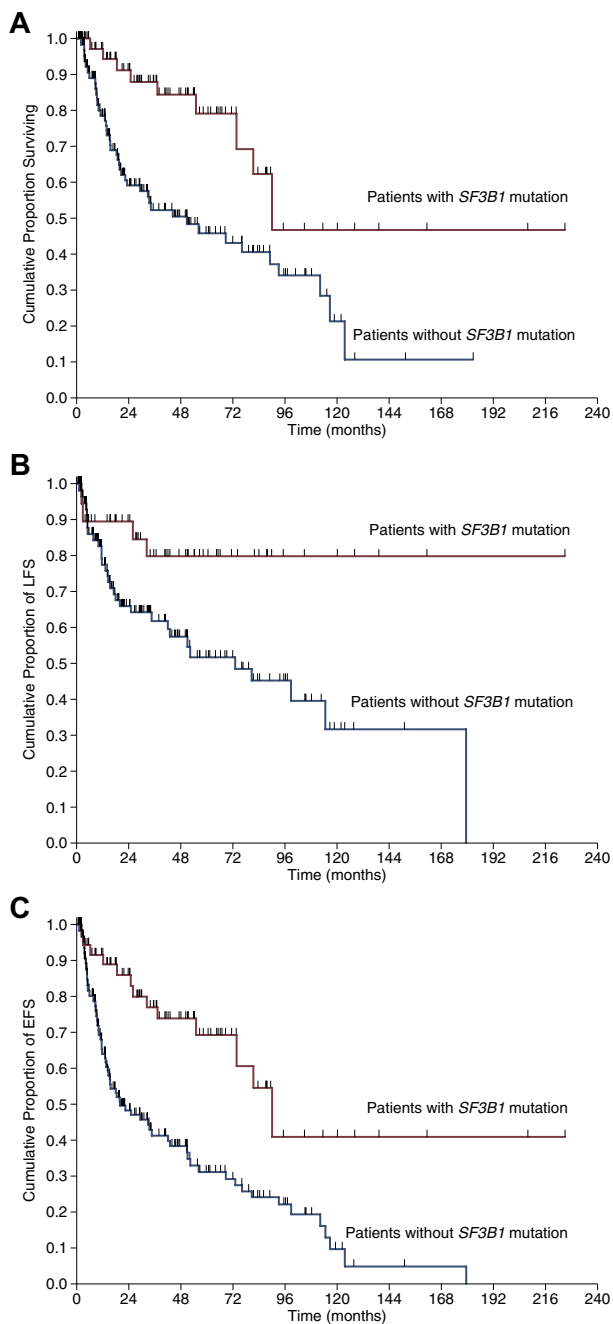 A
Cumulative Proportion Surviving
1.0
0.9
0.8
0.7
0.6
0.5
0.4
0.3
0.2
0.1
0.0
Patients with SF3B1 mutation
Patients without SF3B1 mutation
0 24 48 72 96 120 144 168 192 216 240
Time (months)
B
Cumulative Proportion of LFS
1.0
0.9
0.8
0.7
0.6
0.5
0.4
0.3
0.2
0.1
0.0
Patients with SF3B1 mutation
Patients without SF3B1 mutation
0 24 48 72 96 120 144 168 192 216 240
Time (months)
C
Cumulative Proportion of EFS
1.0
0.9
0.8
0.7
0.6
0.5
0.4
0.3
0.2
0.1
0.0
Patients with SF3B1 mutation
Patients without SF3B1 mutation
0 24 48 72 96 120 144 168 192 216 240
Time (months)